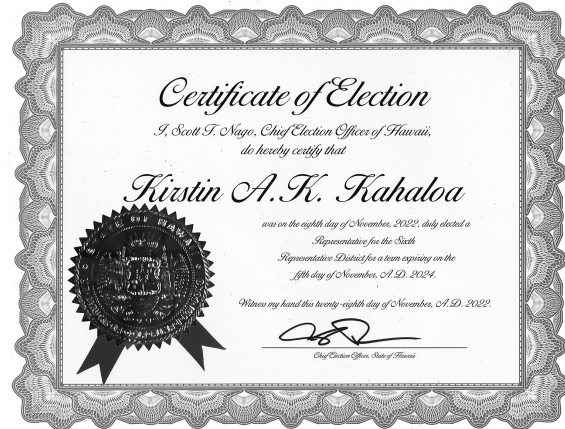 Certificate of Election
I, Scott T. Nago, Chief Election Officer of Hawaii,
do hereby certify that
Kirstin A.K. Kahaloa
was on the eighth day of November, 2022, duly elected a
Representative for the Sixth
Representative District for a term expiring on the
fifth day of November, A.D. 2024.
Witness my hand this twenty-eighth day of November, A.D. 2022.
Chief Election Officer, State of Hawaii